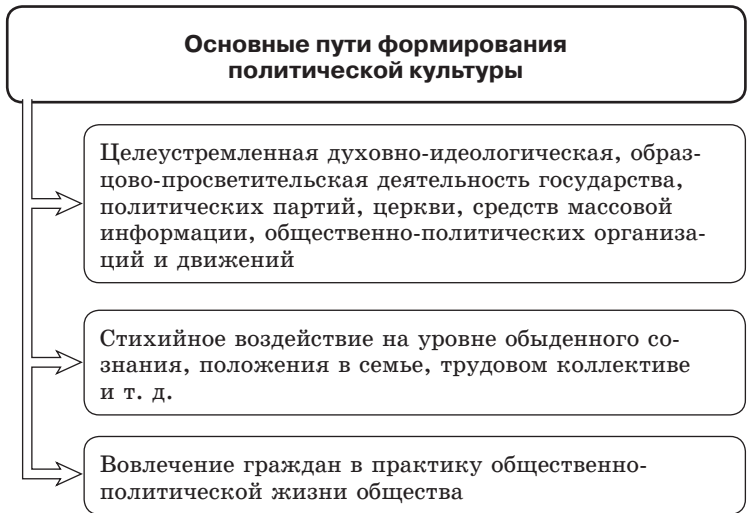 Основные пути формирования
политической культуры
Целеустремленная духовно-идеологическая, образ-
цово-просветительская деятельность государства,
политических партий, церкви, средств массовой
информации, общественно-политических организа-
ций и движений
Стихийное воздействие на уровне обыденного со-
знания, положения в семье, трудовом коллективе
и т. д.
Вовлечение граждан в практику общественно-
политической жизни общества